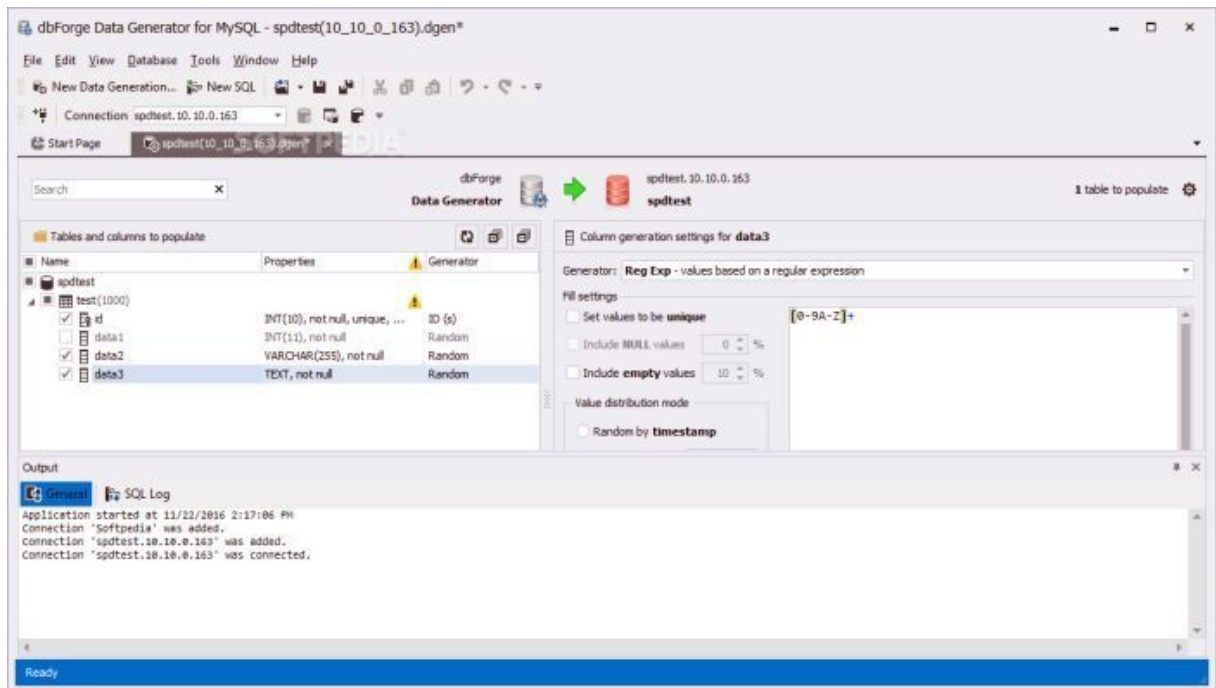 dbForge Data Generator for MySQL - spdtest(10_10_0_163).dgen*
File Edit View Database Tools Window Help
New Data Generation... New SQL
Connection spdtest.10.10.0.163
SOFTPEDIA
Start Page spdtest(10_10_0_163).dgen*
Search
dbForge
Data Generator
spdtest.10.10.0.163
spdtest
1 table to populate
Tables and columns to populate
Name Properties Generator
spdtest
test(1000)
id INT(10), not null, unique, ... ID (s)
data1 INT(11), not null Random
data2 VARCHAR(255), not null Random
data3 TEXT, not null Random
Column generation settings for data3
Generator: Reg Exp - values based on a regular expression
Fill settings
Set values to be unique
Include NULL values 0 %
Include empty values 10 %
Value distribution mode
Random by timestamp
[0-9A-Z]+
Output
General SQL Log
Application started at 11/22/2016 2:17:06 PM
Connection 'Softpedia' was added.
Connection 'spdtest.10.10.0.163' was added.
Connection 'spdtest.10.10.0.163' was connected.
Ready